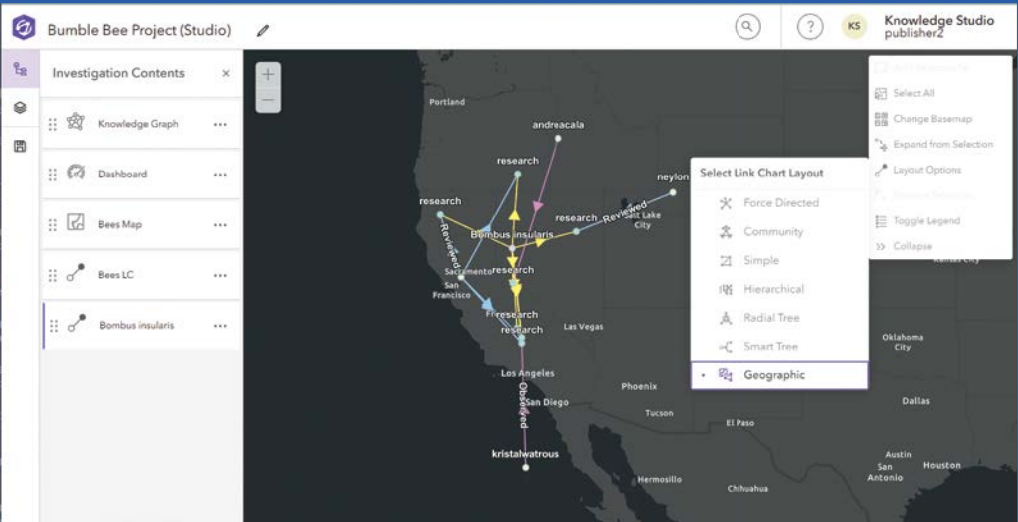 Bumble Bee Project (Studio)
?
KS
Knowledge Studio
publisher2
Investigation Contents
×
Knowledge Graph
Dashboard
Bees Map
Bees LC
Bombus insularis
+
−
Portland
andreacala
research
neylon
research
research
Reviewed
Salt Lake
City
Reviewed
Bombus insularis
Sacramento
research
San
Francisco
research
research
Las Vegas
Los Angeles
Observed
San Diego
kristalwatrous
Phoenix
Tucson
El Paso
Hermosillo
Chihuahua
Kansas City
Oklahoma
City
Dallas
Austin
San
Antonio
Houston
Select Link Chart Layout
Force Directed
Community
Simple
Hierarchical
Radial Tree
Smart Tree
Geographic
Select All
Change Basemap
Expand from Selection
Layout Options
Toggle Legend
Collapse